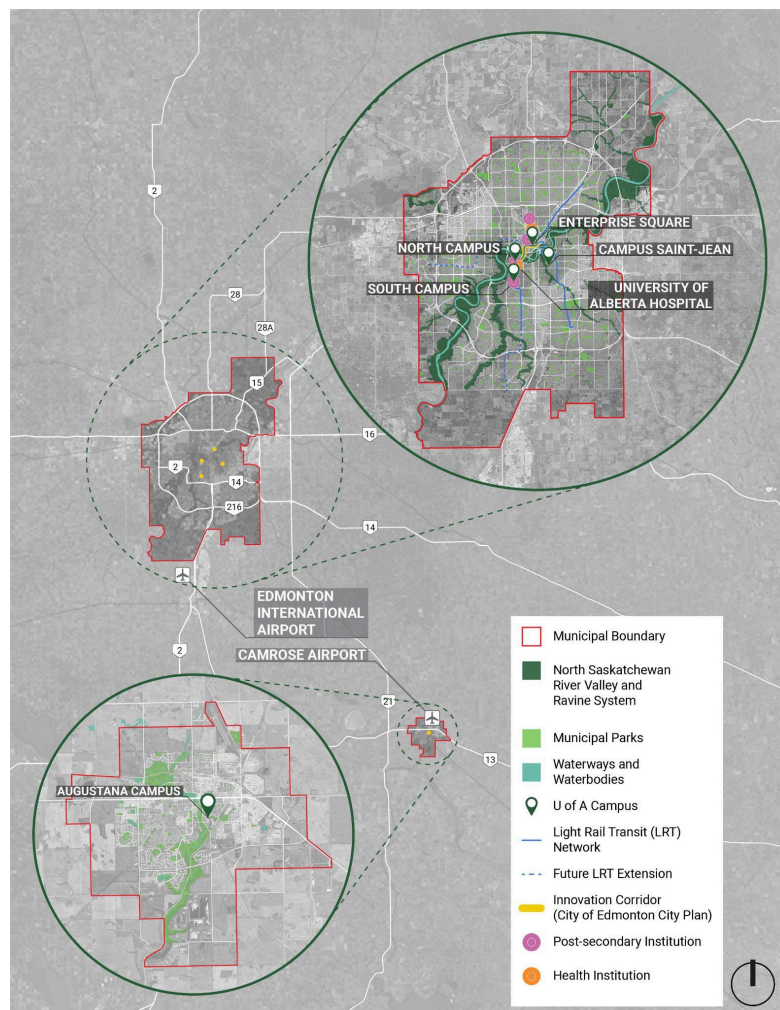 2
ENTERPRISE SQUARE
NORTH CAMPUS
CAMPUS SAINT-JEAN
SOUTH CAMPUS
UNIVERSITY OF
ALBERTA HOSPITAL
28
28A
15
16
2
14
216
14
EDMONTON
INTERNATIONAL
AIRPORT
CAMROSE AIRPORT
2
21
13
AUGUSTANA CAMPUS
Municipal Boundary
North Saskatchewan
River Valley and
Ravine System
Municipal Parks
Waterways and
Waterbodies
U of A Campus
Light Rail Transit (LRT)
Network
Future LRT Extension
Innovation Corridor
(City of Edmonton City Plan)
Post-secondary Institution
Health Institution